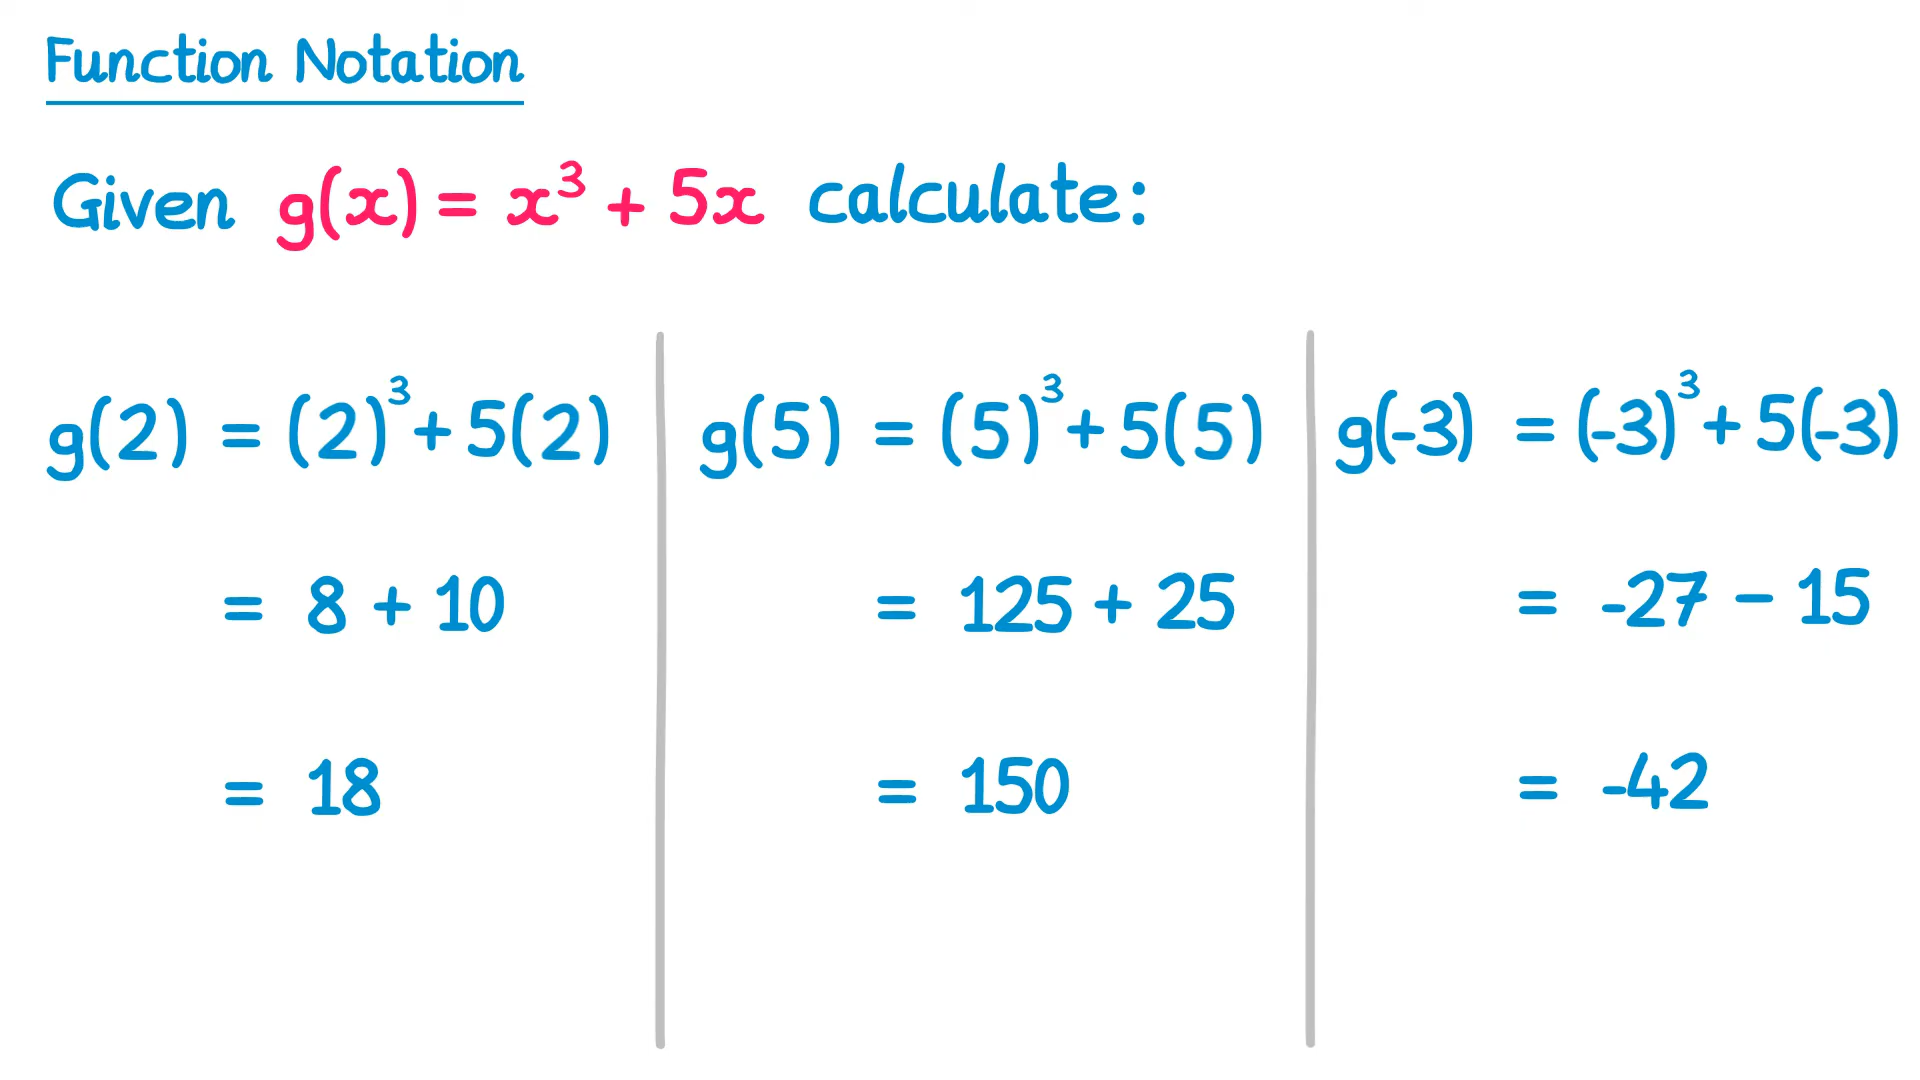 Function Notation
Given g(x) = x³ + 5x calculate:
g(2) = (2)³ + 5(2)
= 8 + 10
= 18
g(5) = (5)³ + 5(5)
= 125 + 25
= 150
g(-3) = (-3)³ + 5(-3)
= -27 - 15
= -42